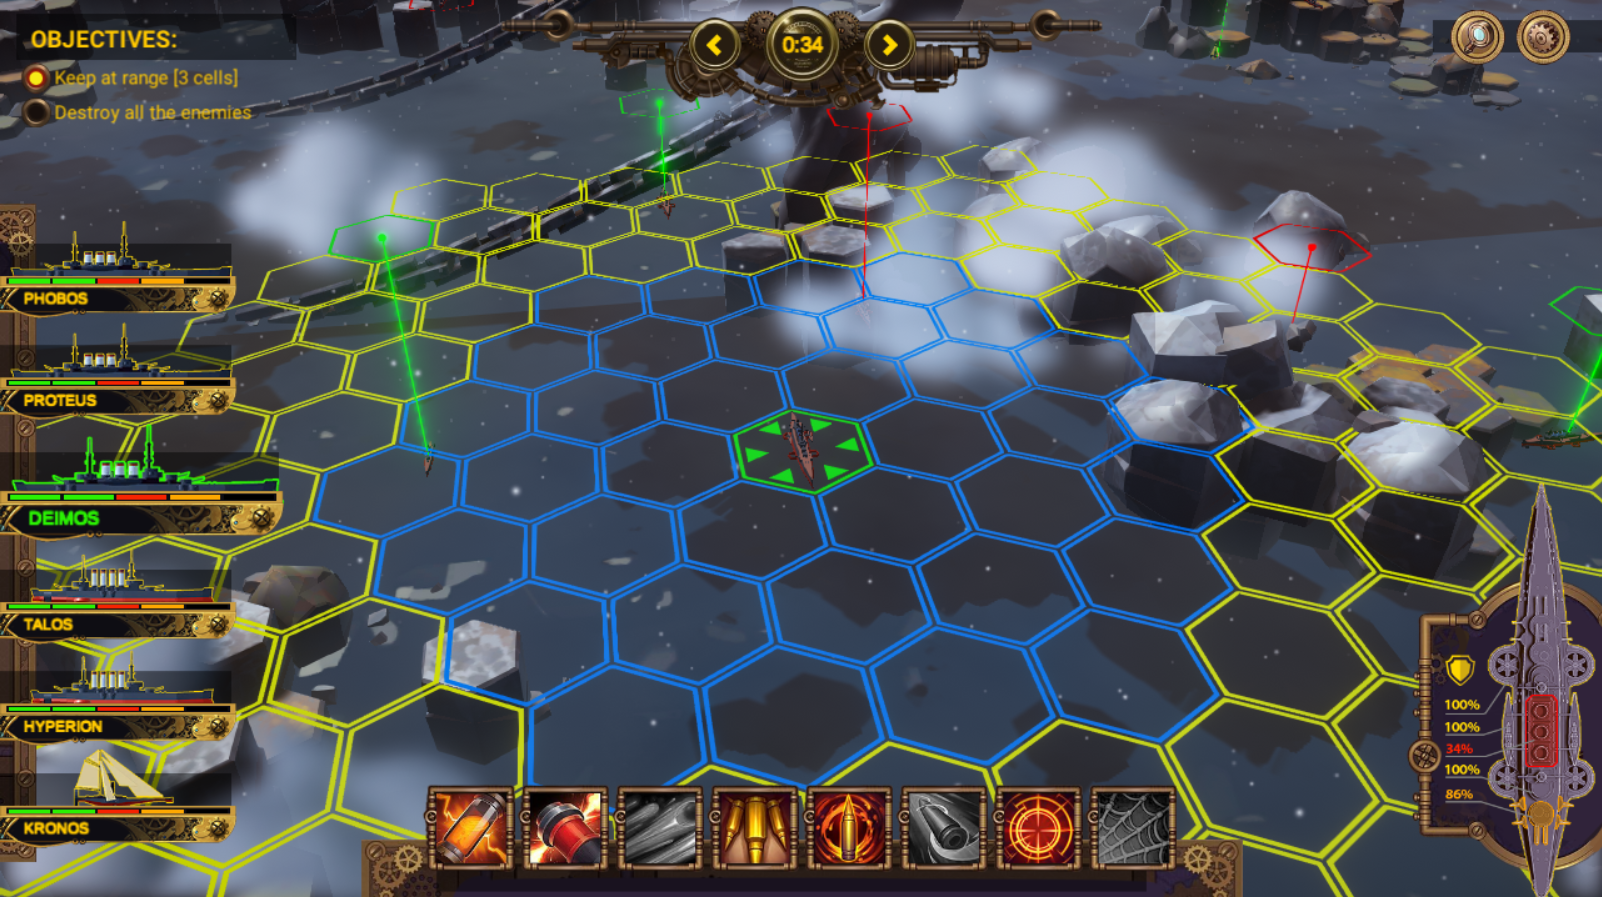 OBJECTIVES:
Keep at range [3 cells]
Destroy all the enemies
0:34
PHOBOS
PROTEUS
DEIMOS
TALOS
HYPERION
KRONOS
100%
100%
34%
100%
86%